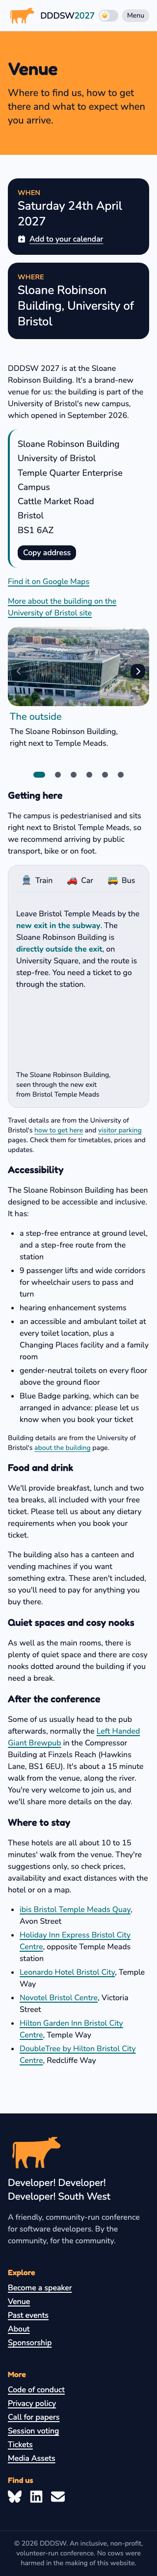 DDDSW2027
Menu
Venue
Where to find us, how to get
there and what to expect when
you arrive.
WHEN
Saturday 24th April
2027
Add to your calendar
WHERE
Sloane Robinson
Building, University of
Bristol
DDDSW 2027 is at the Sloane
Robinson Building. It's a brand-new
venue for us: the building is part of the
University of Bristol's new campus,
which opened in September 2026.
Sloane Robinson Building
University of Bristol
Temple Quarter Enterprise
Campus
Cattle Market Road
Bristol
BS1 6AZ
Copy address
Find it on Google Maps
More about the building on the
University of Bristol site
The outside
The Sloane Robinson Building,
right next to Temple Meads.
Getting here
The campus is pedestrianised and sits
right next to Bristol Temple Meads, so
we recommend arriving by public
transport, bike or on foot.
Train
Car
Bus
Leave Bristol Temple Meads by the
new exit in the subway. The
Sloane Robinson Building is
directly outside the exit, on
University Square, and the route is
step-free. You need a ticket to go
through the station.
The Sloane Robinson Building,
seen through the new exit
from Bristol Temple Meads
Travel details are from the University of
Bristol's how to get here and visitor parking
pages. Check them for timetables, prices and
updates.
Accessibility
The Sloane Robinson Building has been
designed to be accessible and inclusive.
It has:
• a step-free entrance at ground level,
and a step-free route from the
station
• 9 passenger lifts and wide corridors
for wheelchair users to pass and
turn
• hearing enhancement systems
• an accessible and ambulant toilet at
every toilet location, plus a
Changing Places facility and a family
room
• gender-neutral toilets on every floor
above the ground floor
• Blue Badge parking, which can be
arranged in advance: please let us
know when you book your ticket
Building details are from the University of
Bristol's about the building page.
Food and drink
We'll provide breakfast, lunch and two
tea breaks, all included with your free
ticket. Please tell us about any dietary
requirements when you book your
ticket.
The building also has a canteen and
vending machines if you want
something extra. These aren't included,
so you'll need to pay for anything you
buy there.
Quiet spaces and cosy nooks
As well as the main rooms, there is
plenty of quiet space and there are cosy
nooks dotted around the building if you
need a break.
After the conference
Some of us usually head to the pub
afterwards, normally the Left Handed
Giant Brewpub in the Compressor
Building at Finzels Reach (Hawkins
Lane, BS1 6EU). It's about a 15 minute
walk from the venue, along the river.
You're very welcome to join us, and
we'll share more details on the day.
Where to stay
These hotels are all about 10 to 15
minutes' walk from the venue. They're
suggestions only, so check prices,
availability and exact distances with the
hotel or on a map.
• ibis Bristol Temple Meads Quay,
Avon Street
• Holiday Inn Express Bristol City
Centre, opposite Temple Meads
station
• Leonardo Hotel Bristol City, Temple
Way
• Novotel Bristol Centre, Victoria
Street
• Hilton Garden Inn Bristol City
Centre, Temple Way
• DoubleTree by Hilton Bristol City
Centre, Redcliffe Way
Developer! Developer!
Developer! South West
A friendly, community-run conference
for software developers. By the
community, for the community.
Explore
Become a speaker
Venue
Past events
About
Sponsorship
More
Code of conduct
Privacy policy
Call for papers
Session voting
Tickets
Media Assets
Find us
© 2026 DDDSW. An inclusive, non-profit,
volunteer-run conference. No cows were
harmed in the making of this website.